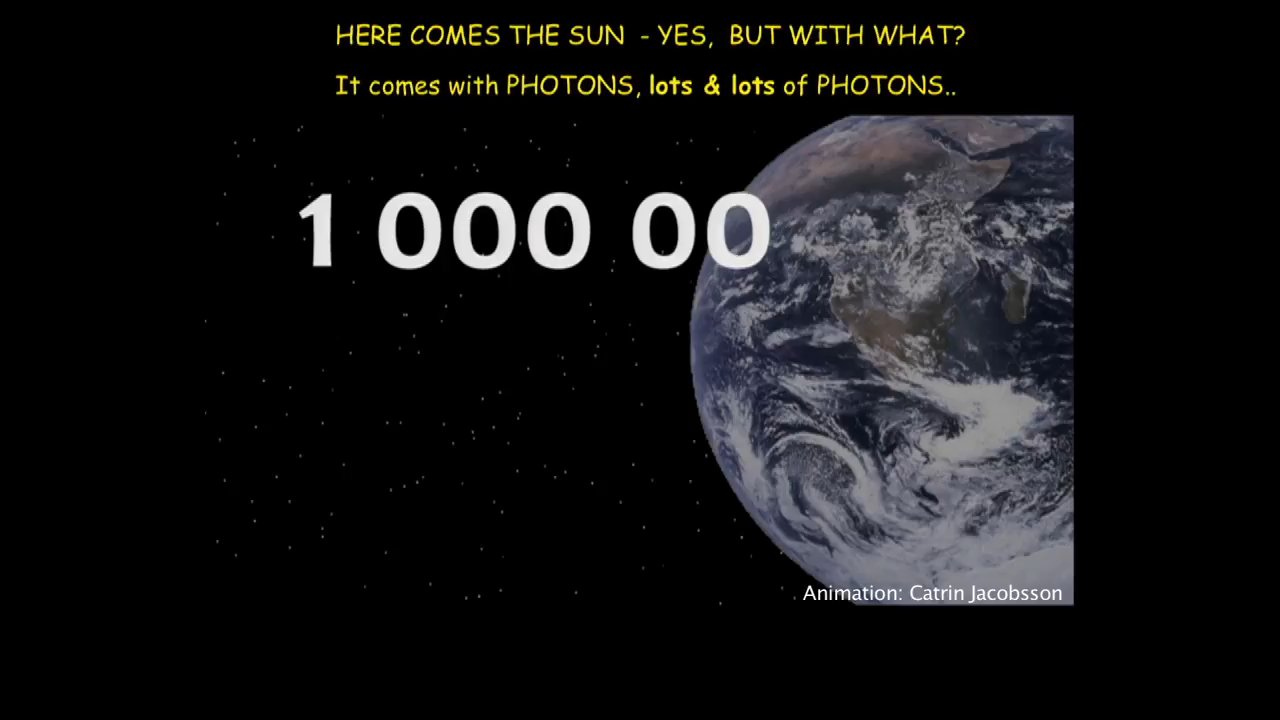 HERE COMES THE SUN - YES, BUT WITH WHAT?
It comes with PHOTONS, lots & lots of PHOTONS..
1 000 00
Animation: Catrin Jacobsson